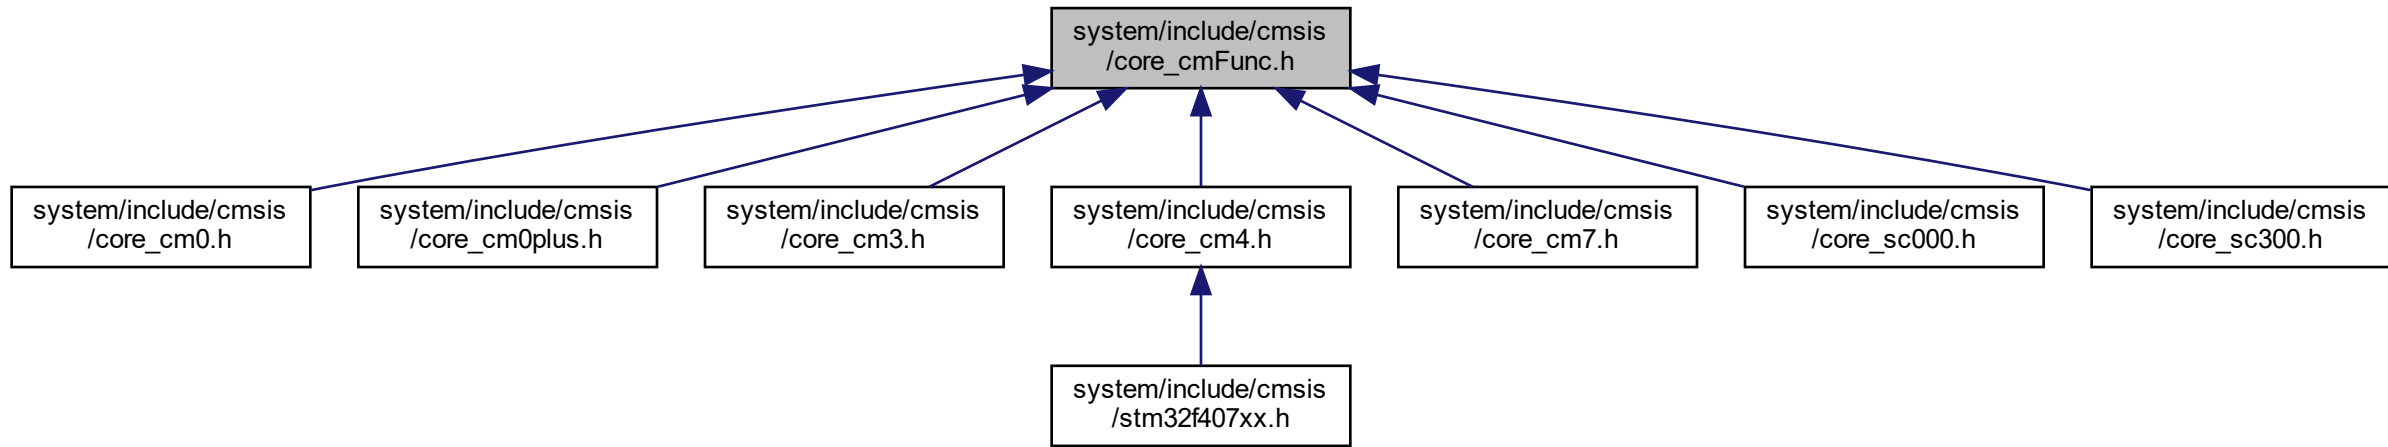 system/include/cmsis
/core_cmFunc.h
system/include/cmsis
/core_cm0.h
system/include/cmsis
/core_cm0plus.h
system/include/cmsis
/core_cm3.h
system/include/cmsis
/core_cm4.h
system/include/cmsis
/core_cm7.h
system/include/cmsis
/core_sc000.h
system/include/cmsis
/core_sc300.h
system/include/cmsis
/stm32f407xx.h